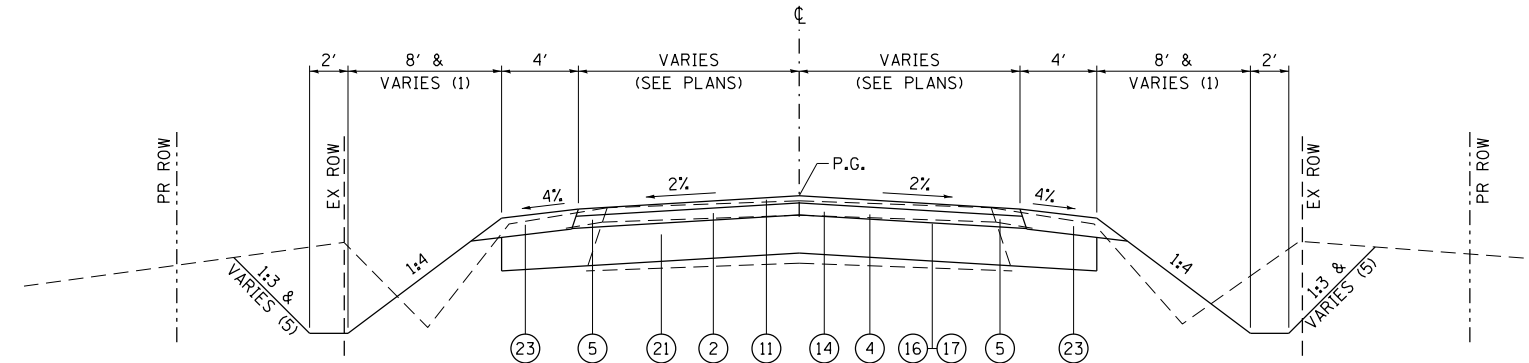 ℄
2' 8' & 4' VARIES VARIES 4' 8' & 2'
VARIES (1) (SEE PLANS) (SEE PLANS) VARIES (1)
PR ROW
EX ROW
P.G.
EX ROW
PR ROW
4% 2% 2% 4%
1:4
1:4
1:3 &
VARIES (5)
1:3 &
VARIES (5)
23 5 21 2 11 14 4 16 17 5 23